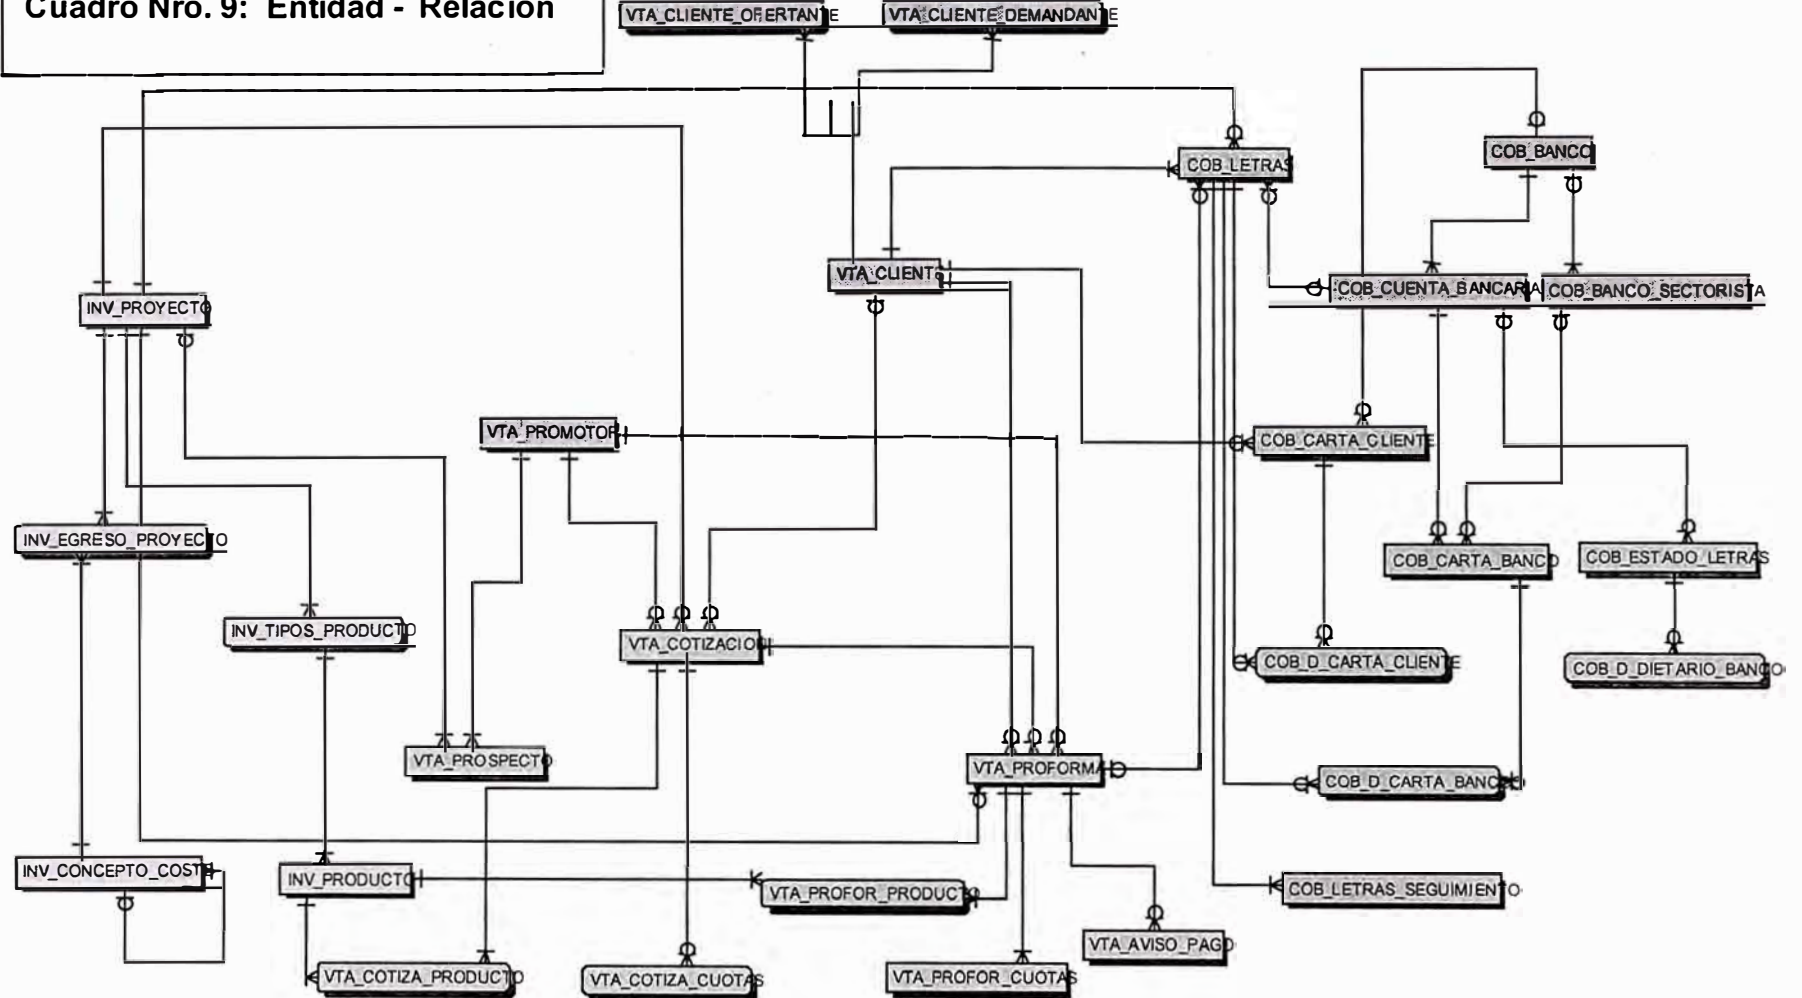 Cuadro Nro. 9: Entidad - Relación
VTA_CLIENTE_OFERTANTE
VTA_CLIENTE_DEMANDANTE
COB_BANCO
COB_LETRAS
VTA_CLIENTE
COB_CUENTA_BANCARIA
COB_BANCO_SECTORISTA
INV_PROYECTO
VTA_PROMOTOR
COB_CARTA_CLIENTE
INV_EGRESO_PROYECTO
COB_CARTA_BANCO
COB_ESTADO_LETRAS
INV_TIPOS_PRODUCTO
VTA_COTIZACION
COB_D_CARTA_CLIENTE
COB_D_DIETARIO_BANCO
VTA_PROSPECTO
VTA_PROFORMA
COB_D_CARTA_BANCO
INV_CONCEPTO_COSTE
INV_PRODUCTO
VTA_PROFOR_PRODUCTO
COB_LETRAS_SEGUIMIENTO
VTA_AVISO_PAGO
VTA_COTIZA_PRODUCTO
VTA_COTIZA_CUOTAS
VTA_PROFOR_CUOTAS